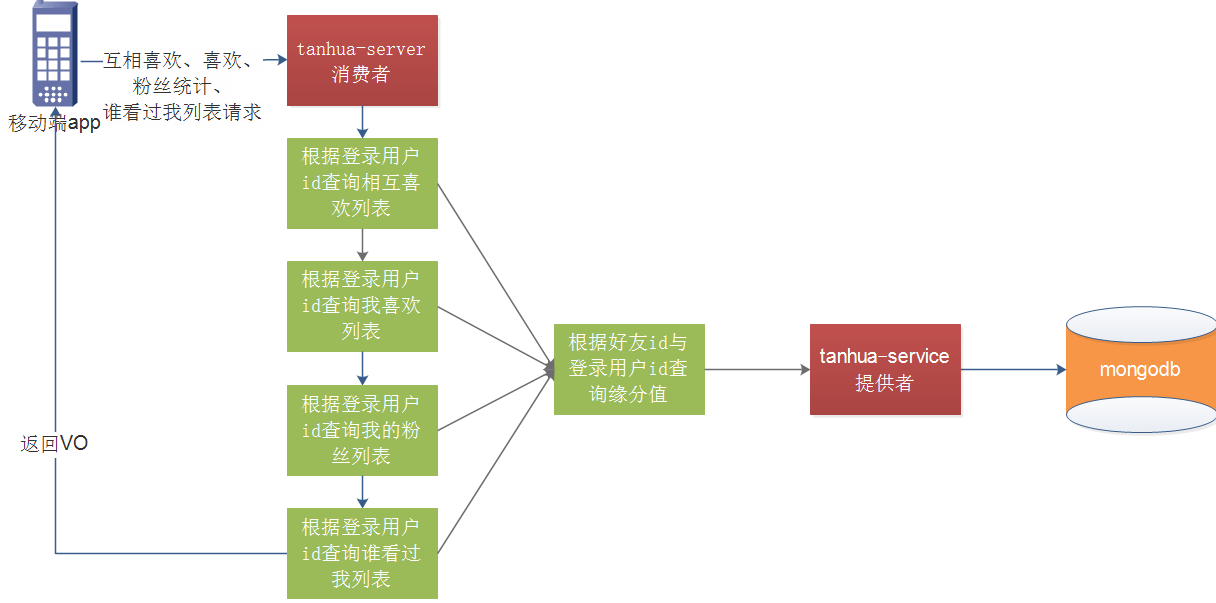 移动端app
互相喜欢、喜欢、
粉丝统计、
谁看过我列表请求
tanhua-server
消费者
根据登录用户
id查询相互喜
欢列表
根据登录用户
id查询我喜欢
列表
根据登录用户
id查询我的粉
丝列表
根据登录用户
id查询谁看过
我列表
返回VO
根据好友id与
登录用户id查
询缘分值
tanhua-service
提供者
mongodb